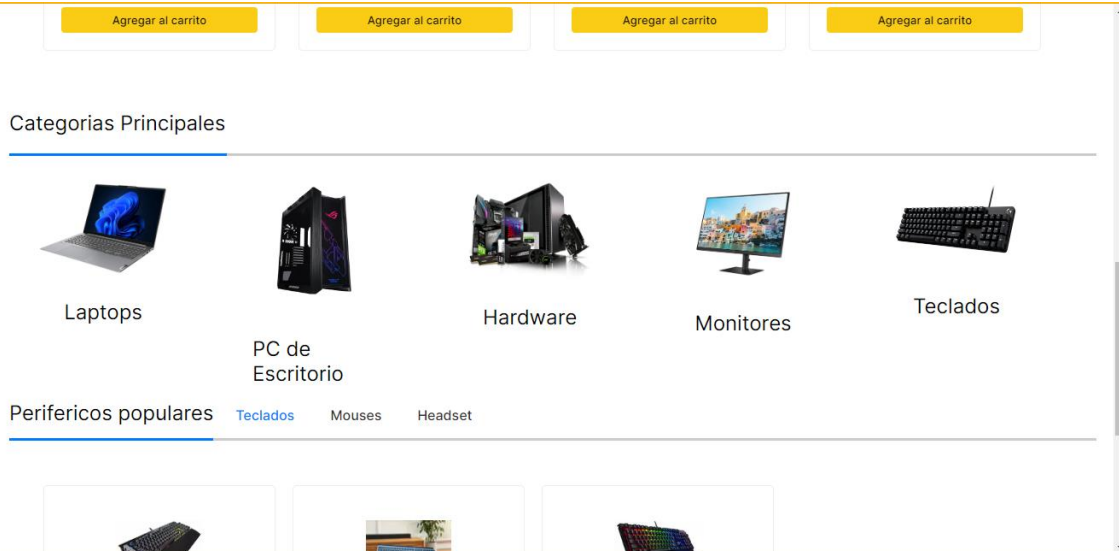 Agregar al carrito Agregar al carrito Agregar al carrito Agregar al carrito
Categorias Principales
Laptops
PC de
Escritorio
Hardware
Monitores
Teclados
Perifericos populares Teclados Mouses Headset